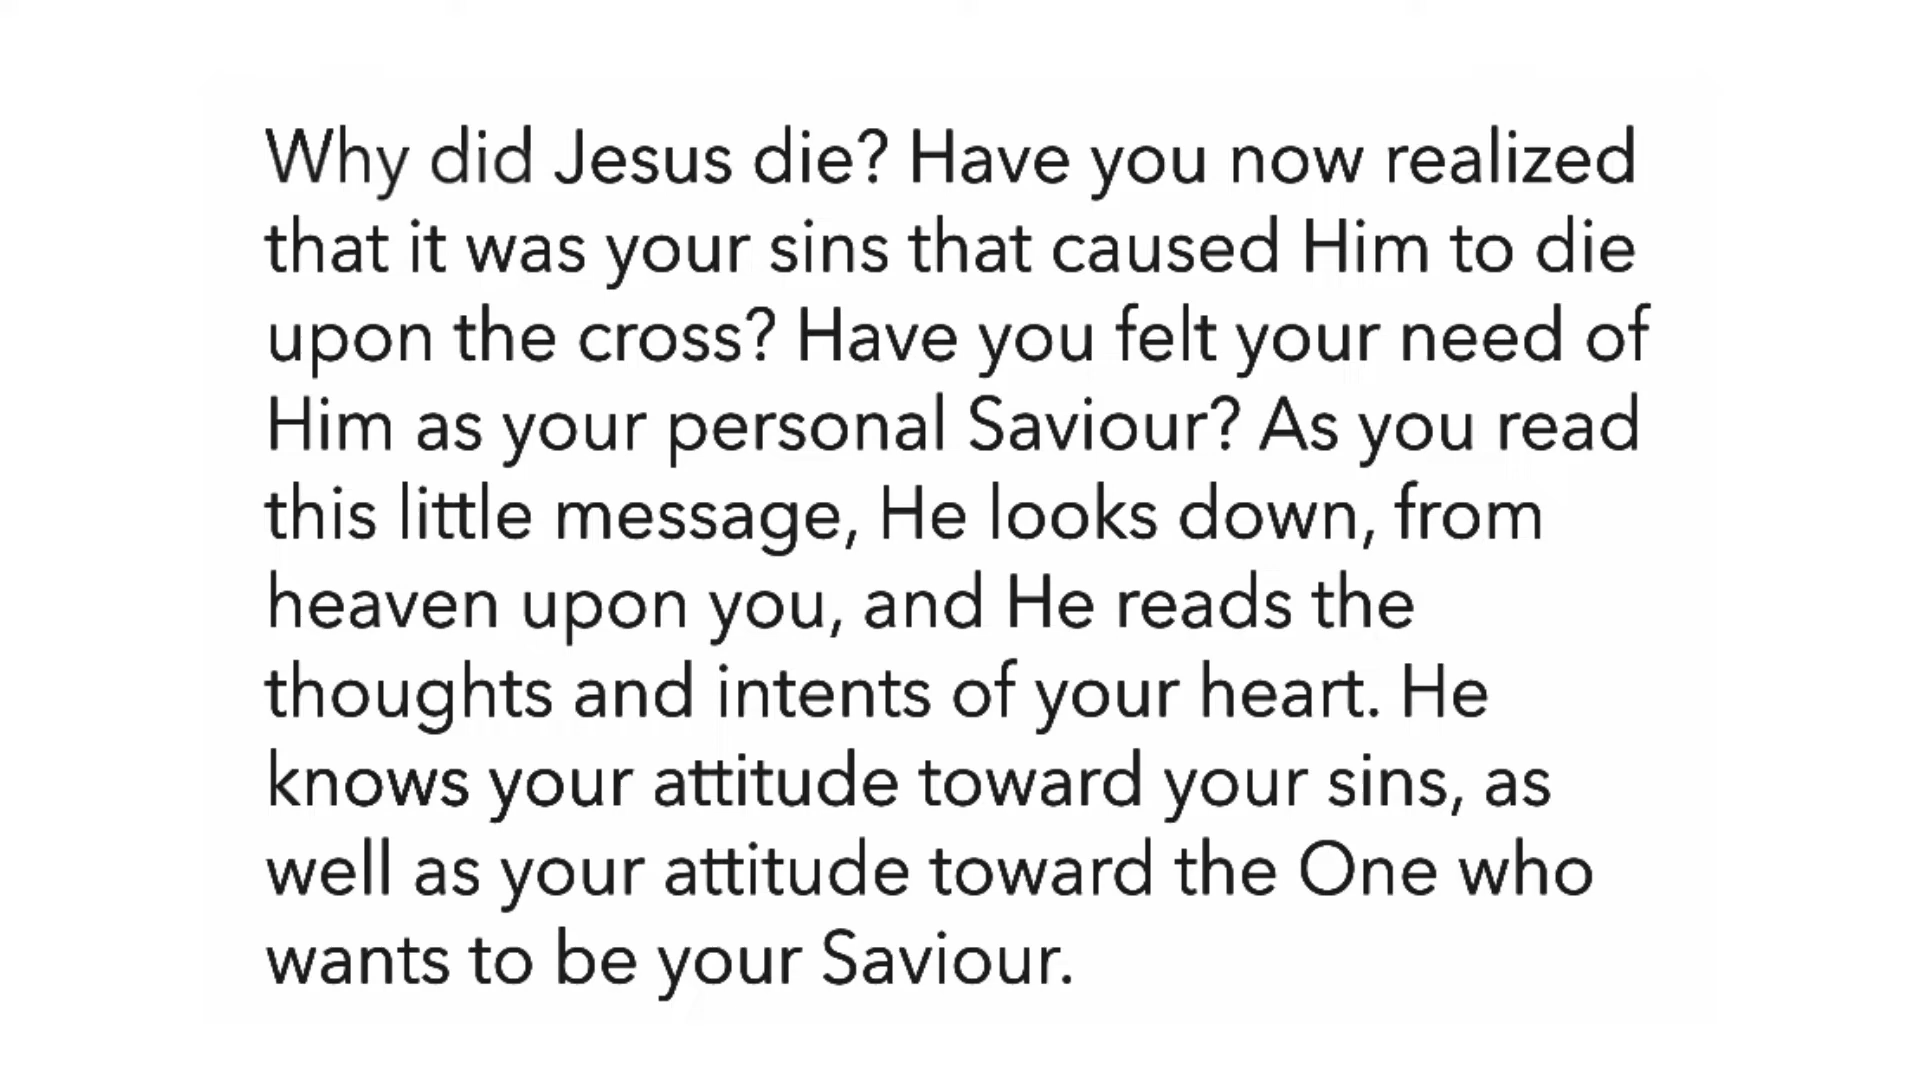 Why did Jesus die? Have you now realized
that it was your sins that caused Him to die
upon the cross? Have you felt your need of
Him as your personal Saviour? As you read
this little message, He looks down, from
heaven upon you, and He reads the
thoughts and intents of your heart. He
knows your attitude toward your sins, as
well as your attitude toward the One who
wants to be your Saviour.